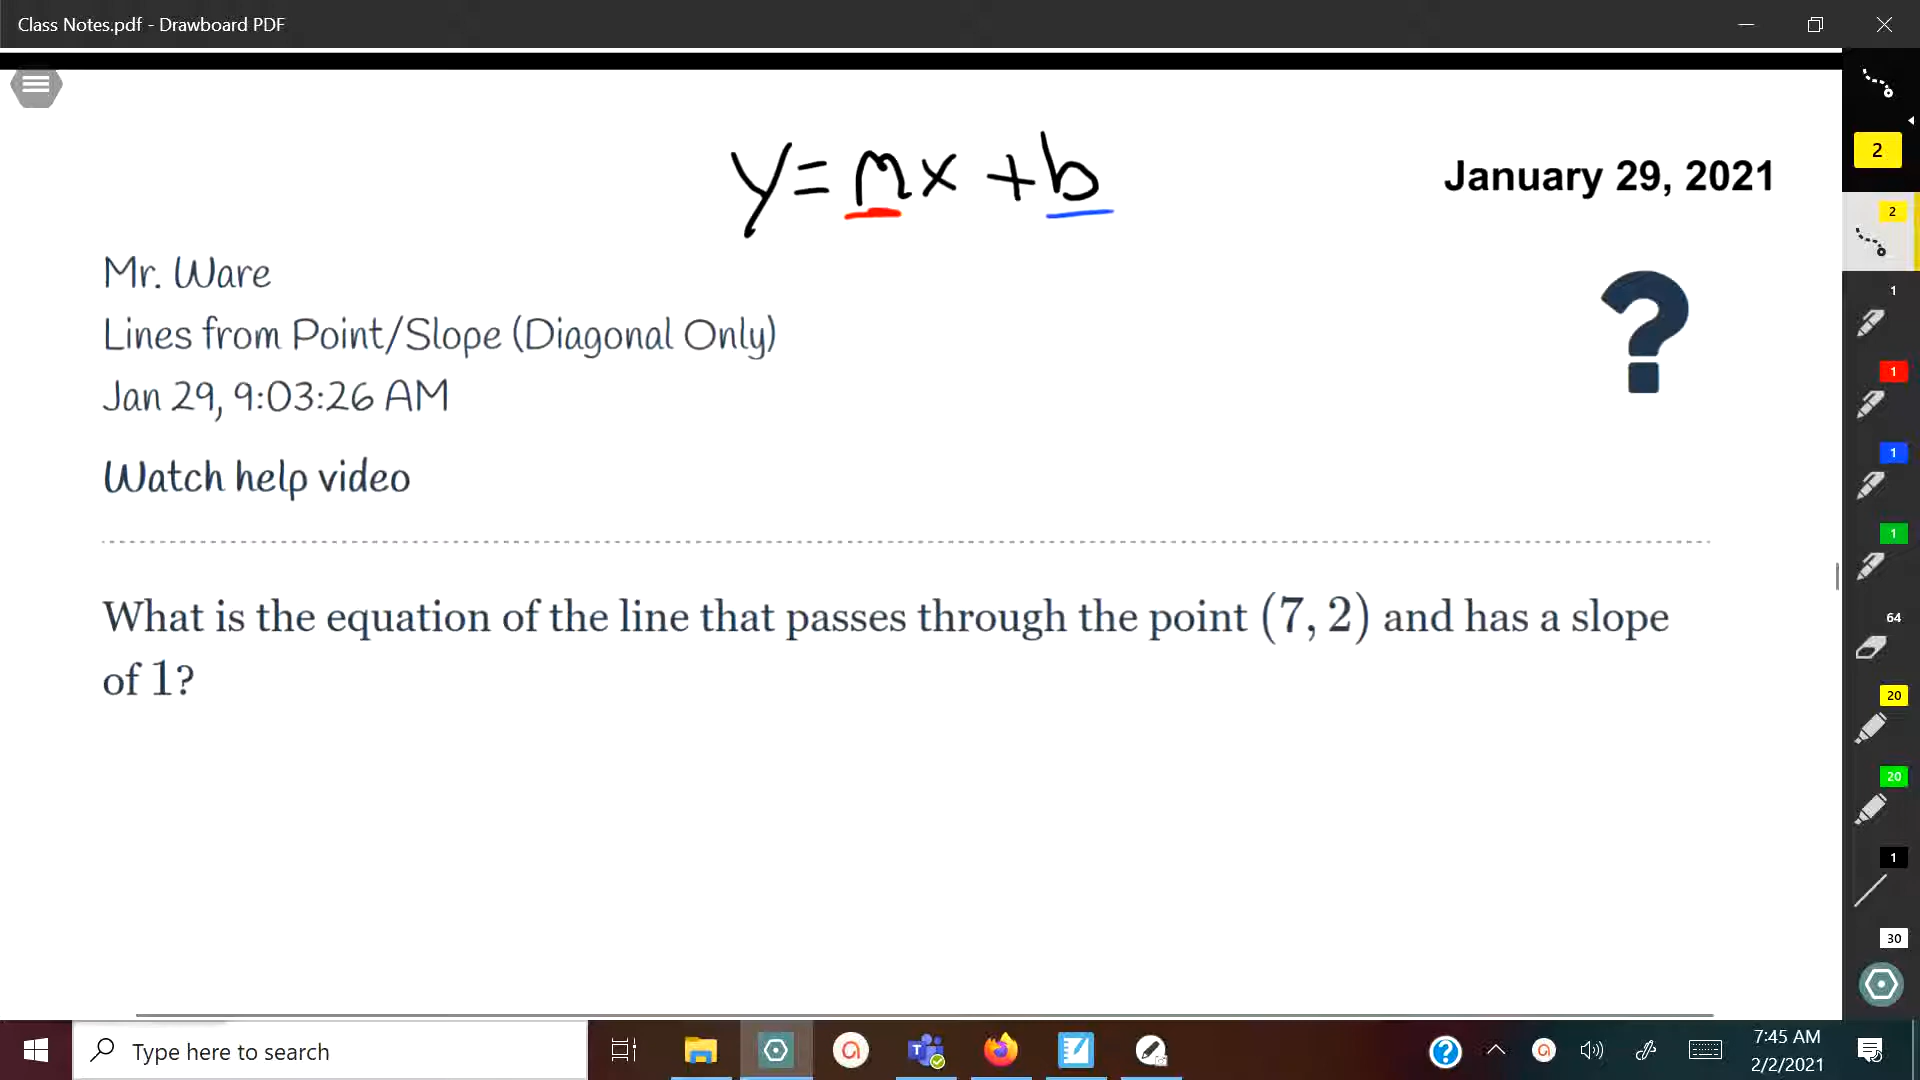 Class Notes.pdf - Drawboard PDF
y=mx+b
January 29, 2021
2
2
Mr. Ware
Lines from Point/Slope (Diagonal Only)
Jan 29, 9:03:26 AM
Watch help video
1
1
1
1
What is the equation of the line that passes through the point (7, 2) and has a slope
of 1?
64
20
20
1
30
Type here to search
7:45 AM
2/2/2021